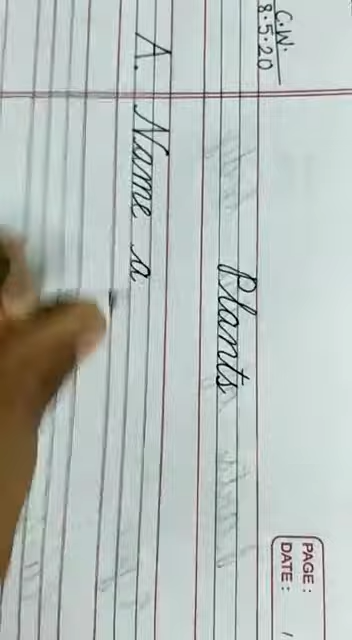 PAGE:
DATE: /
C.W.
8.5.20
Plants
A. Name a